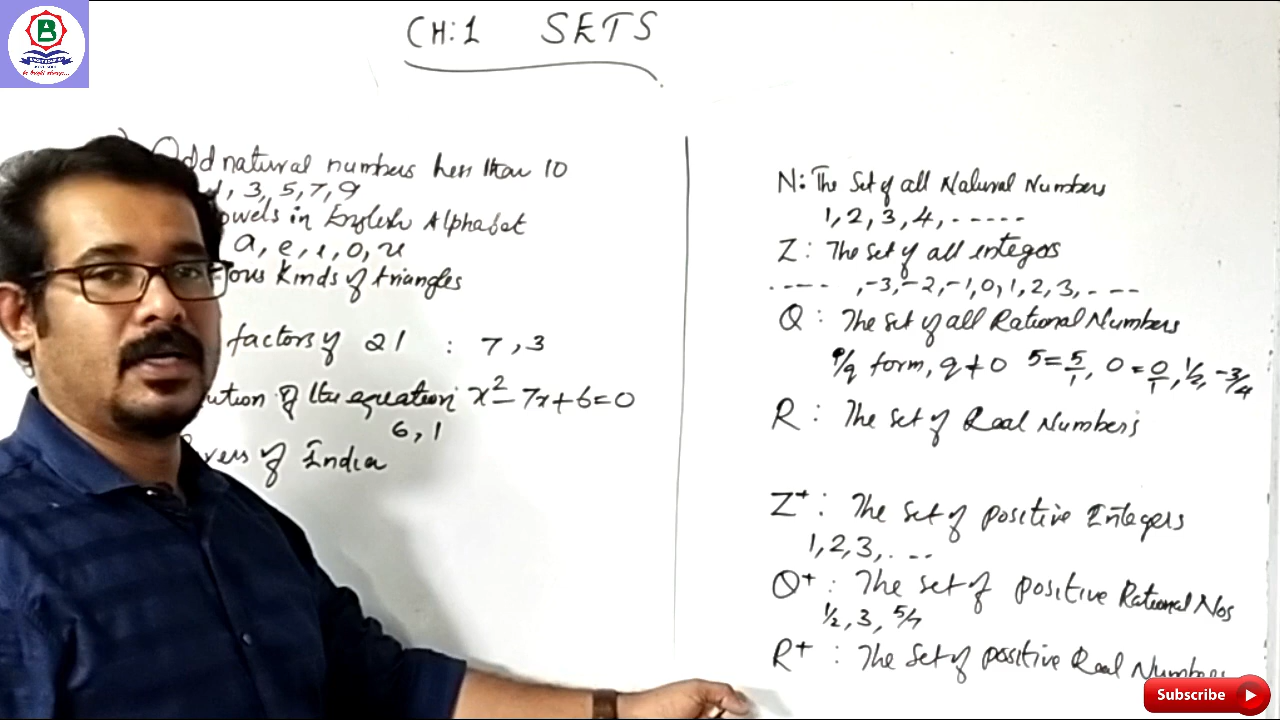 CH:1 SETS
Odd natural numbers less than 10
1, 3, 5, 7, 9
owels in English Alphabet
a, e, i, o, u
ious kinds of triangles
factors of 21 : 7, 3
ution of the equation x² - 7x + 6 = 0
6, 1
vers of India
N: The Set of all Natural Numbers
1, 2, 3, 4, .....
Z : The set of all integers
.... , -3, -2, -1, 0, 1, 2, 3, . - --
Q : The set of all Rational Numbers
p/q form, q ≠ 0 5 = 5/1, 0 = 0/1, 1/2, -3/4
R : The set of Real Numbers
Z⁺ : The set of positive Integers
1, 2, 3, . --
Q⁺ : The set of positive Rational Nos
1/2, 3, 5/7
R⁺ : The set of positive Real Numbers
B
Subscribe